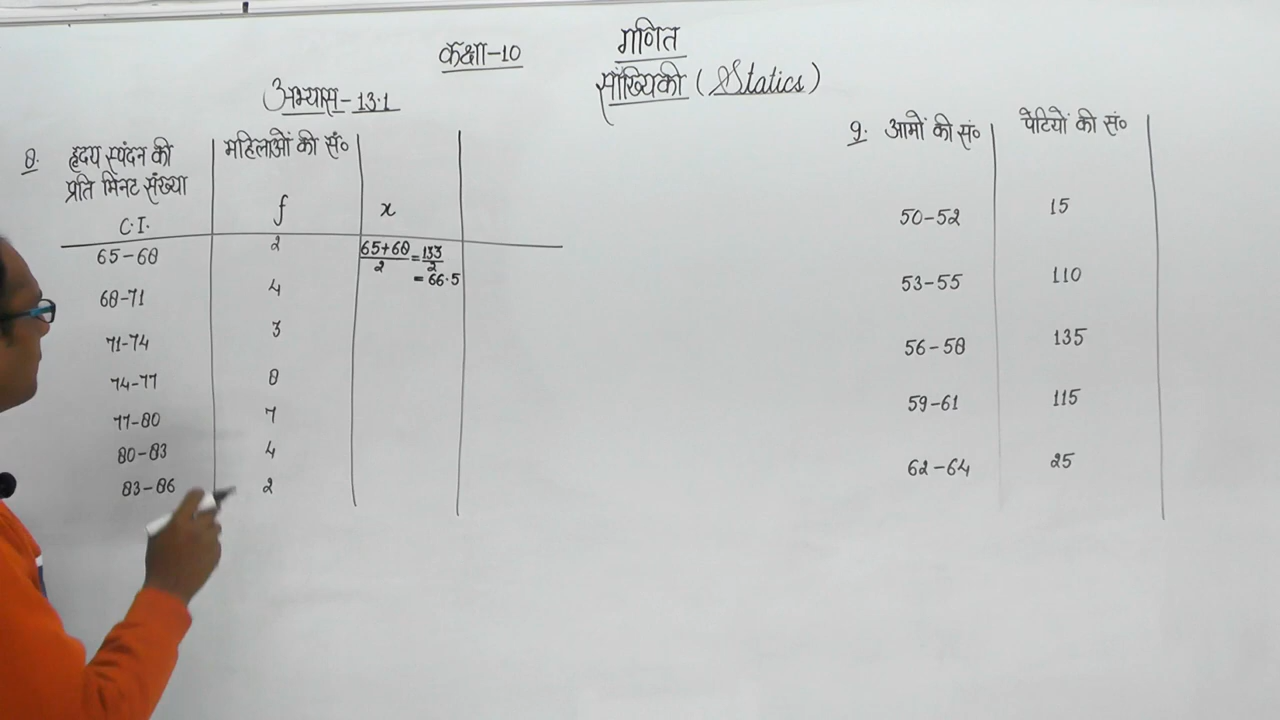 कक्षा-10
गणित
सांख्यिकी (Statics)
अभ्यास-13.1
8. हृदय स्पंदन की प्रति मिनट संख्या
महिलाओं की सं०
C.I. f x
65-68 2 65+68/2 = 133/2
= 66.5
68-71 4
71-74 3
74-77 8
77-80 7
80-83 4
83-86 2
9. आमों की सं० पेटियों की सं०
50-52 15
53-55 110
56-58 135
59-61 115
62-64 25